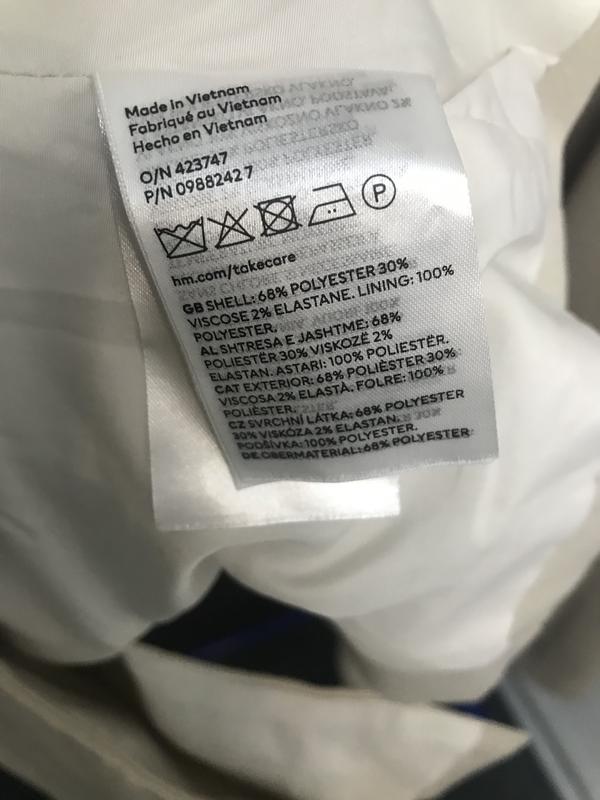 Made in Vietnam
Fabriqué au Vietnam
Hecho en Vietnam
O/N 423747
P/N 0988242 7
P
hm.com/takecare
GB SHELL: 68% POLYESTER 30%
VISCOSE 2% ELASTANE. LINING: 100%
POLYESTER.
AL SHTRESA E JASHTME: 68%
POLIESTËR 30% VISKOZË 2%
ELASTAN. ASTARI: 100% POLIESTËR.
CAT EXTERIOR: 68% POLIÈSTER 30%
VISCOSA 2% ELASTÀ. FOLRE: 100%
POLIÈSTER.
CZ SVRCHNÍ LÁTKA: 68% POLYESTER
30% VISKÓZA 2% ELASTAN.
PODŠÍVKA: 100% POLYESTER.
DE OBERMATERIAL: 68% POLYESTER